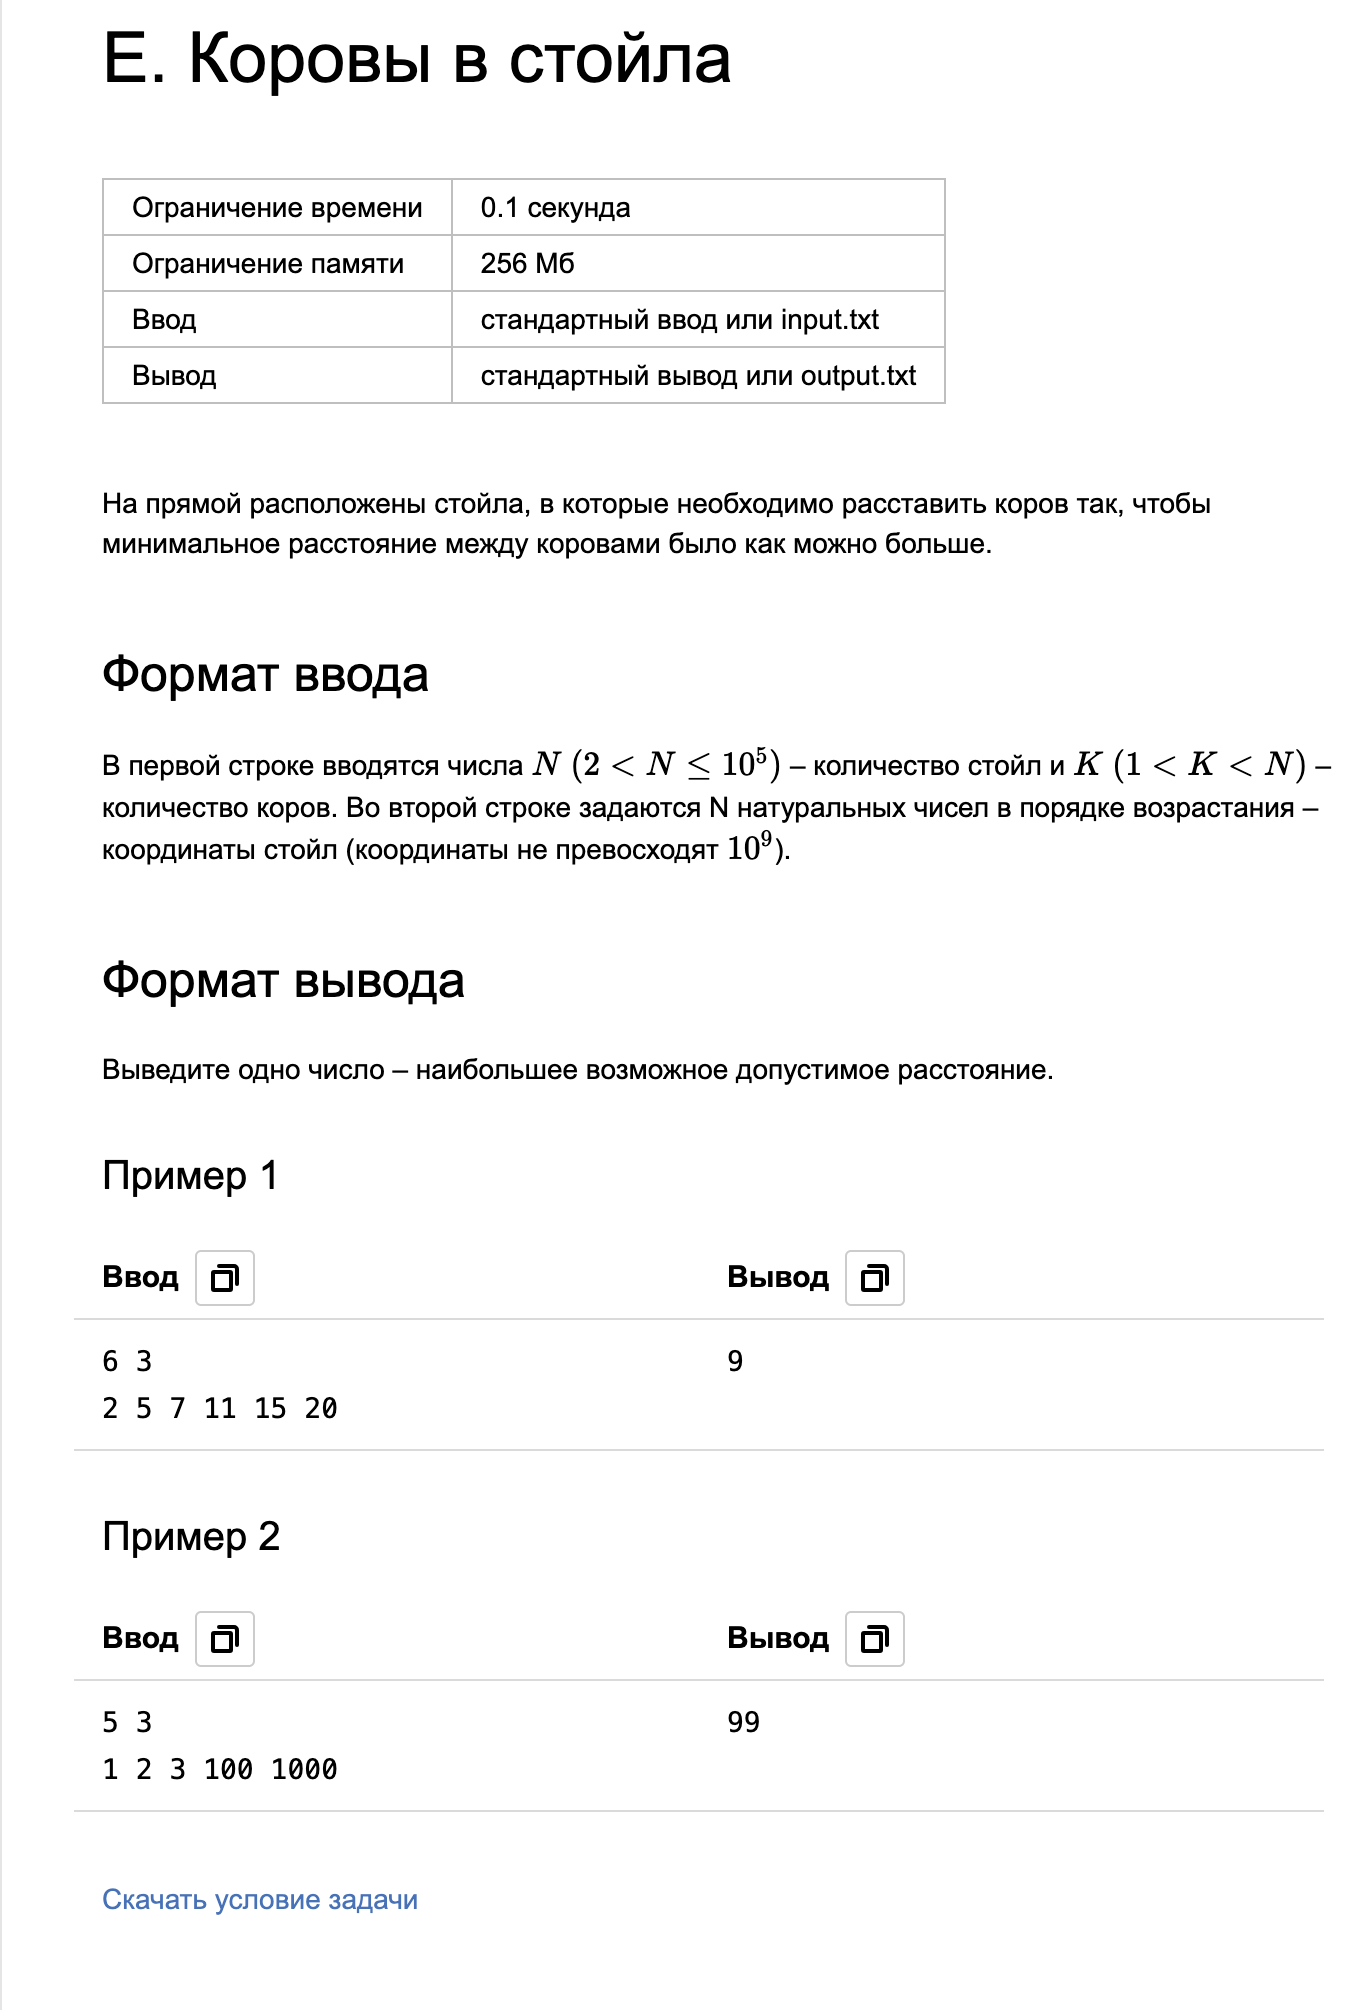 E. Коровы в стойла
Ограничение времени 0.1 секунда
Ограничение памяти 256 Мб
Ввод стандартный ввод или input.txt
Вывод стандартный вывод или output.txt
На прямой расположены стойла, в которые необходимо расставить коров так, чтобы
минимальное расстояние между коровами было как можно больше.
Формат ввода
В первой строке вводятся числа N (2 < N ≤ 10⁵) – количество стойл и K (1 < K < N) –
количество коров. Во второй строке задаются N натуральных чисел в порядке возрастания –
координаты стойл (координаты не превосходят 10⁹).
Формат вывода
Выведите одно число – наибольшее возможное допустимое расстояние.
Пример 1
Ввод Вывод
6 3 9
2 5 7 11 15 20
Пример 2
Ввод Вывод
5 3 99
1 2 3 100 1000
Скачать условие задачи